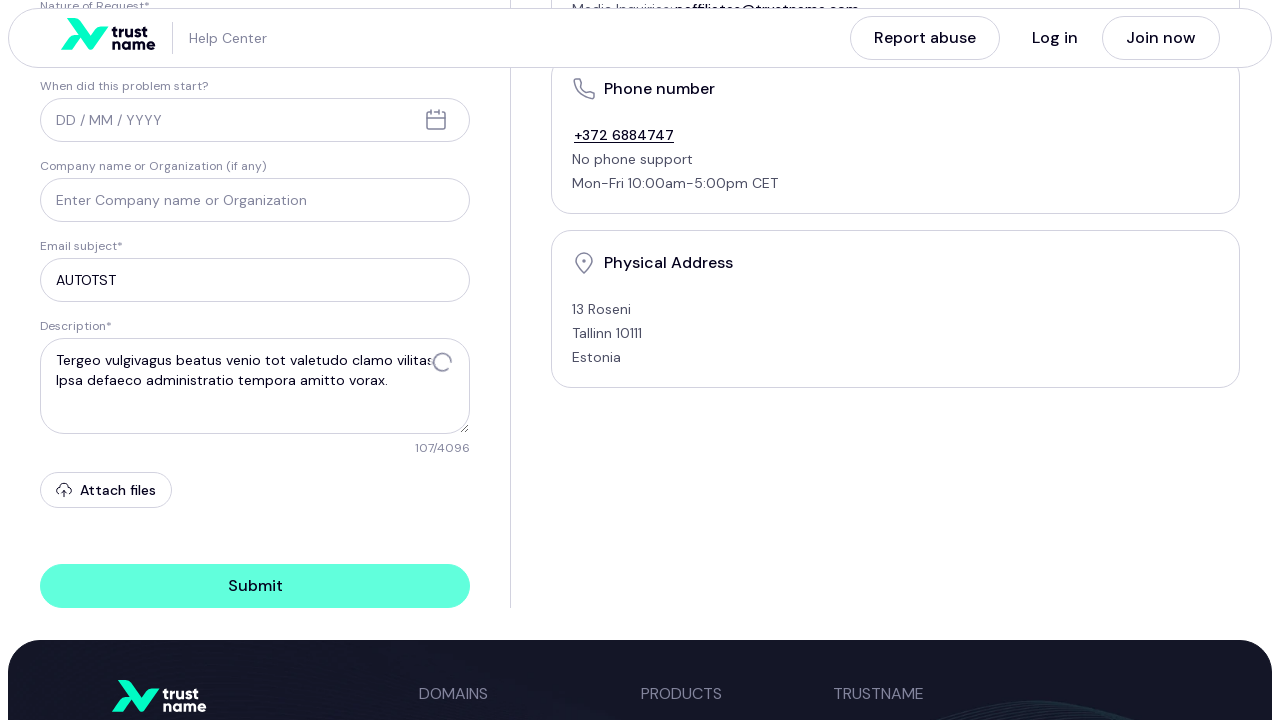 Nature of Request*
Media Inquiries: naffiliates@trustname.com
trust
name
Help Center
Report abuse
Log in
Join now
When did this problem start?
DD / MM / YYYY
Company name or Organization (if any)
Enter Company name or Organization
Email subject*
AUTOTST
Description*
Tergeo vulgivagus beatus venio tot valetudo clamo vilitas.
Ipsa defaeco administratio tempora amitto vorax.
107/4096
Attach files
Submit
Phone number
+372 6884747
No phone support
Mon-Fri 10:00am-5:00pm CET
Physical Address
13 Roseni
Tallinn 10111
Estonia
trust
name
DOMAINS
PRODUCTS
TRUSTNAME